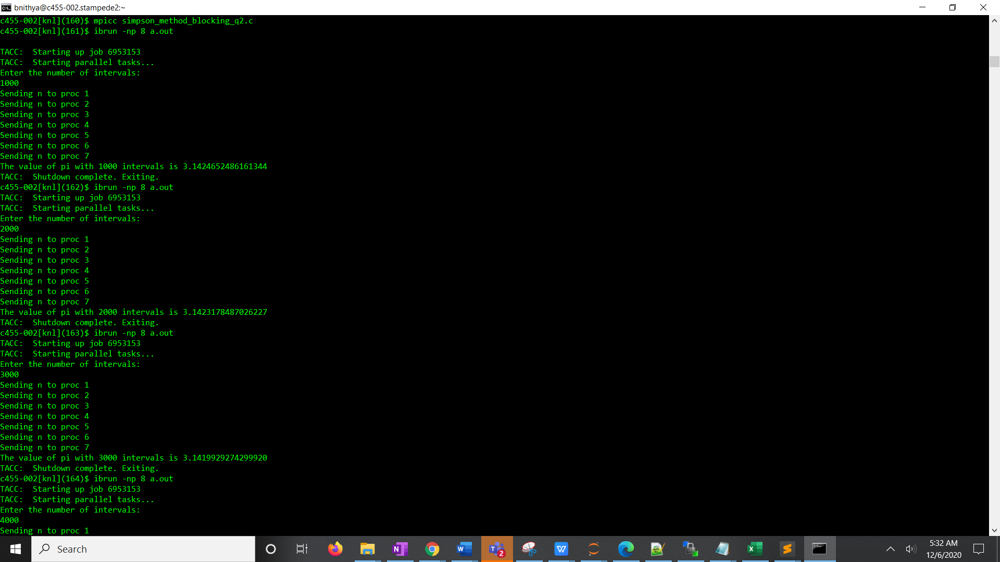 bnithya@c455-002.stampede2:~
c455-002[knl](160)$ mpicc simpson_method_blocking_q2.c
c455-002[knl](161)$ ibrun -np 8 a.out
TACC:  Starting up job 6953153
TACC:  Starting parallel tasks...
Enter the number of intervals:
1000
Sending n to proc 1
Sending n to proc 2
Sending n to proc 3
Sending n to proc 4
Sending n to proc 5
Sending n to proc 6
Sending n to proc 7
The value of pi with 1000 intervals is 3.1424652486161344
TACC:  Shutdown complete. Exiting.
c455-002[knl](162)$ ibrun -np 8 a.out
TACC:  Starting up job 6953153
TACC:  Starting parallel tasks...
Enter the number of intervals:
2000
Sending n to proc 1
Sending n to proc 2
Sending n to proc 3
Sending n to proc 4
Sending n to proc 5
Sending n to proc 6
Sending n to proc 7
The value of pi with 2000 intervals is 3.1423178487026227
TACC:  Shutdown complete. Exiting.
c455-002[knl](163)$ ibrun -np 8 a.out
TACC:  Starting up job 6953153
TACC:  Starting parallel tasks...
Enter the number of intervals:
3000
Sending n to proc 1
Sending n to proc 2
Sending n to proc 3
Sending n to proc 4
Sending n to proc 5
Sending n to proc 6
Sending n to proc 7
The value of pi with 3000 intervals is 3.1419929274299920
TACC:  Shutdown complete. Exiting.
c455-002[knl](164)$ ibrun -np 8 a.out
TACC:  Starting up job 6953153
TACC:  Starting parallel tasks...
Enter the number of intervals:
4000
Sending n to proc 1
Search
5:32 AM
12/6/2020